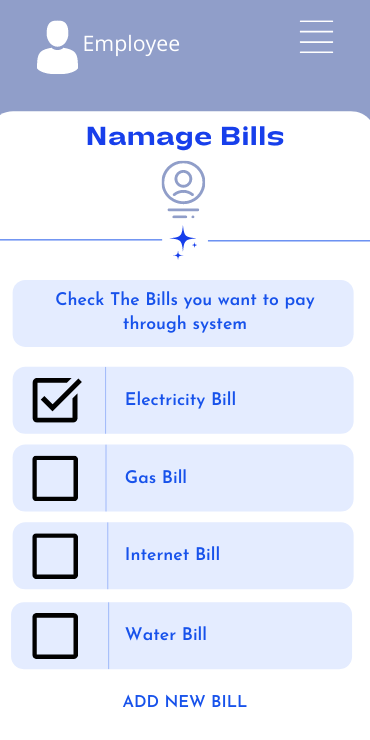 Employee
Namage Bills
Check The Bills you want to pay
through system
Electricity Bill
Gas Bill
Internet Bill
Water Bill
ADD NEW BILL